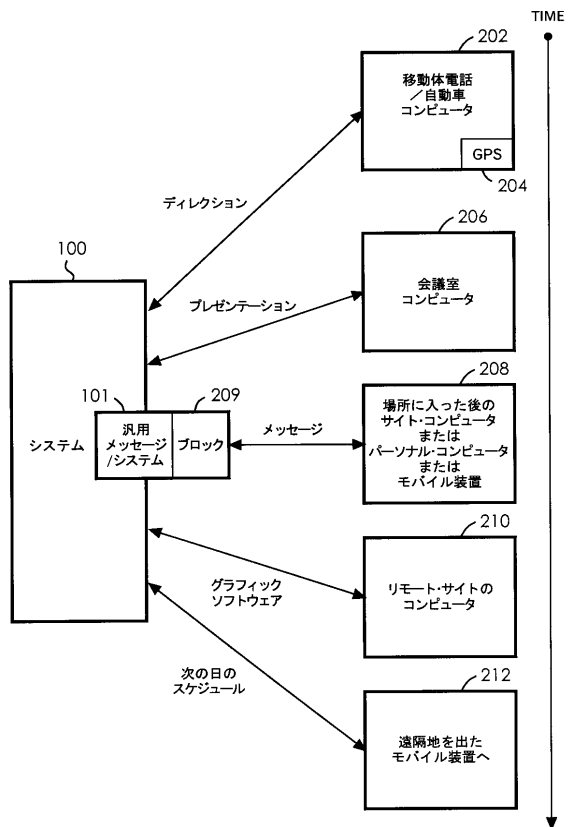 TIME
202
移動体電話
／自動車
コンピュータ
GPS
204
ディレクション
206
100
会議室
コンピュータ
プレゼンテーション
208
101
209
場所に入った後の
サイト・コンピュータ
または
パーソナル・コンピュータ
または
モバイル装置
システム
汎用
メッセージ
/システム
ブロック
メッセージ
210
リモート・サイトの
コンピュータ
グラフィック
ソフトウェア
212
次の日の
スケジュール
遠隔地を出た
モバイル装置へ